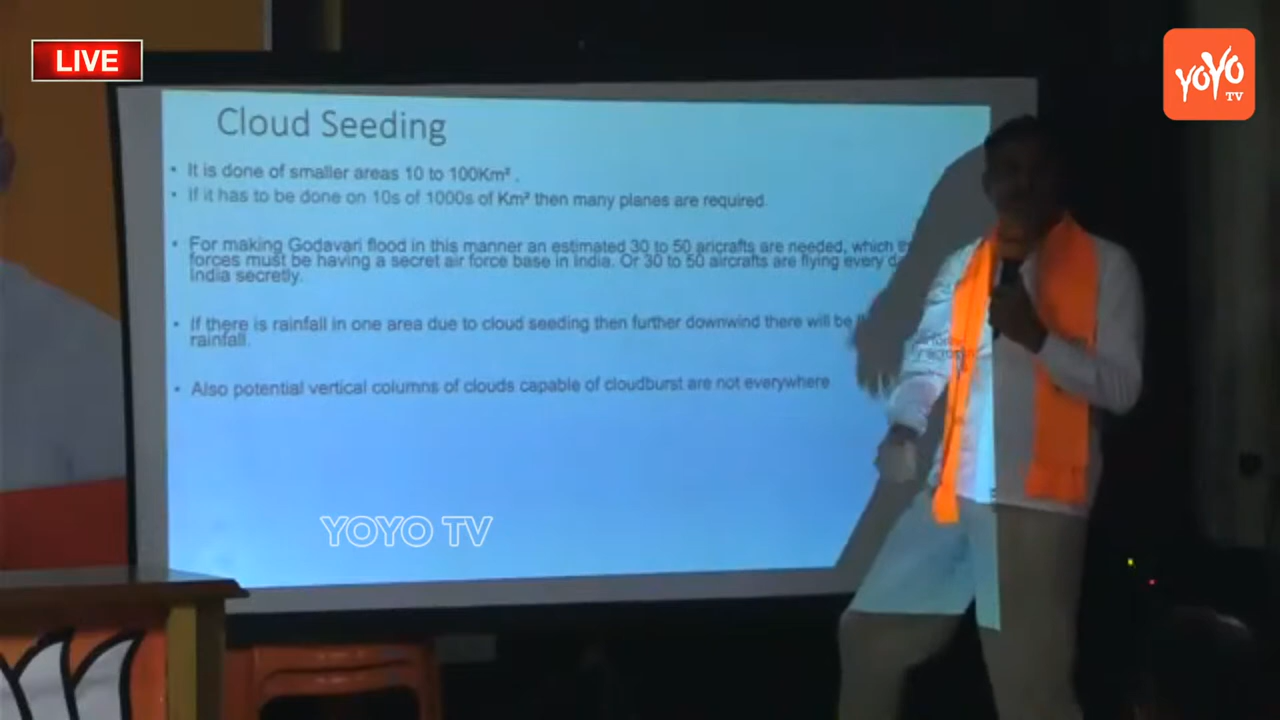 LIVE
YOYO
TV
Cloud Seeding
• It is done of smaller areas 10 to 100Km² .
• If it has to be done on 10s of 1000s of Km² then many planes are required.
• For making Godavari flood in this manner an estimated 30 to 50 aricrafts are needed, which
forces must be having a secret air force base in India. Or 30 to 50 aircrafts are flying every
India secretly.
• If there is rainfall in one area due to cloud seeding then further downwind there will be
rainfall.
• Also potential vertical columns of clouds capable of cloudburst are not everywhere
YOYO TV